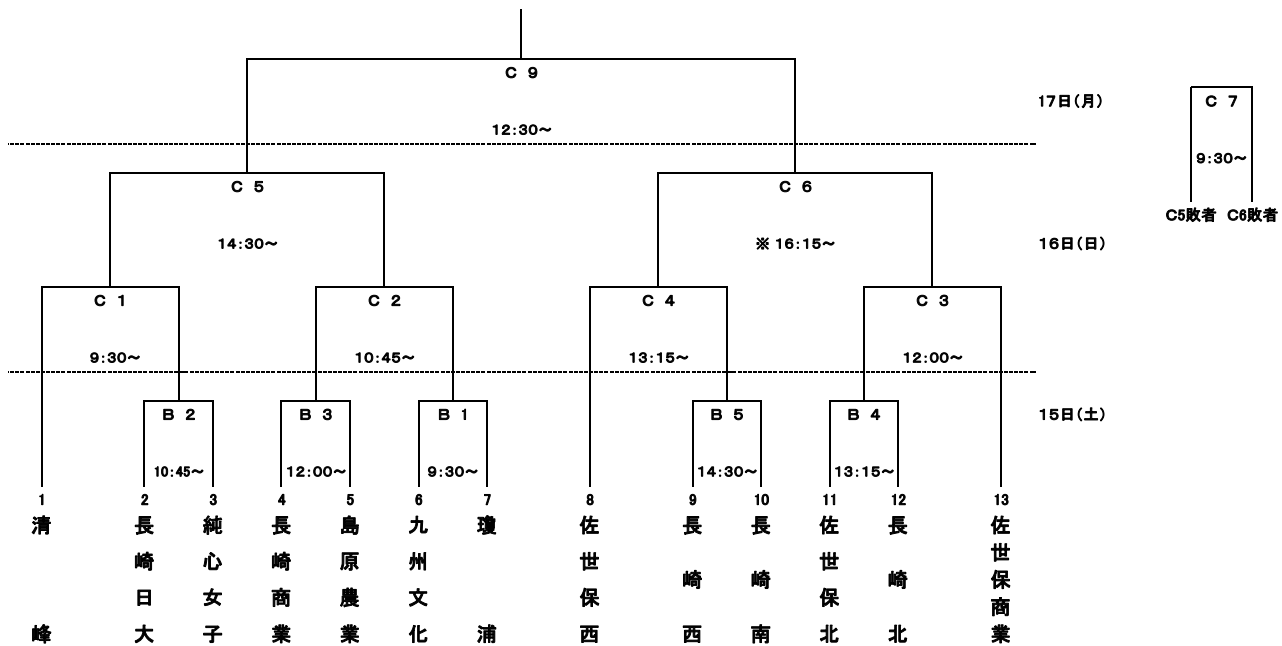 C 9
17日(月)
C 7
12:30～
9:30～
C 5
C 6
C5敗者 C6敗者
14:30～
※ 16:15～
16日(日)
C 1
C 2
C 4
C 3
9:30～
10:45～
13:15～
12:00～
B 2
B 3
B 1
B 5
B 4
15日(土)
10:45～
12:00～
9:30～
14:30～
13:15～
1
2
3
4
5
6
7
8
9
10
11
12
13
清峰
長崎日大
純心女子
長崎商業
島原農業
九州文化
瓊浦
佐世保西
長崎西
長崎南
佐世保北
長崎北
佐世保商業